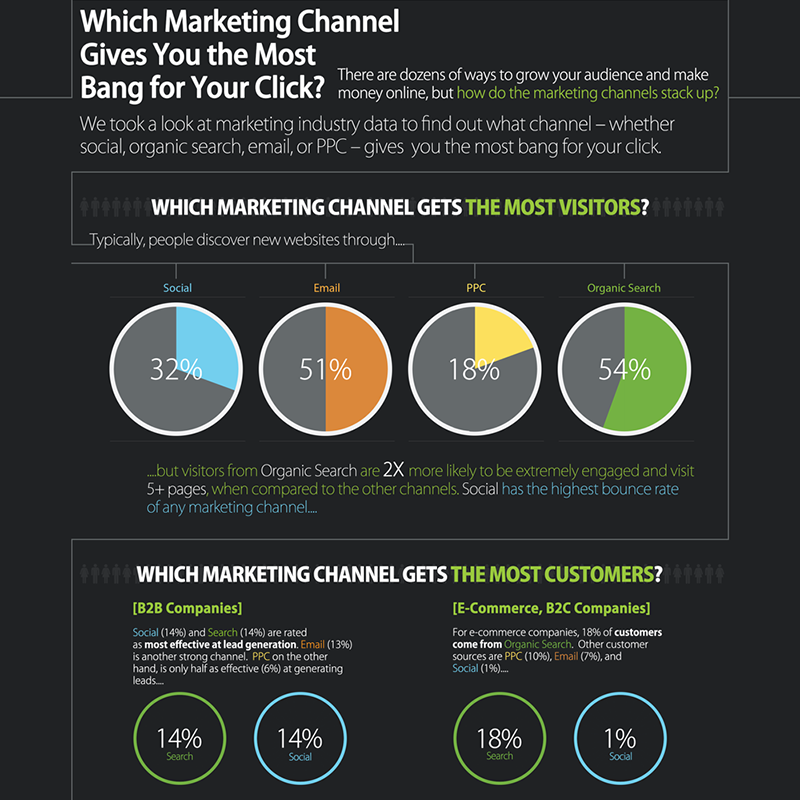 Which Marketing Channel
Gives You the Most
Bang for Your Click?
There are dozens of ways to grow your audience and make
money online, but how do the marketing channels stack up?
We took a look at marketing industry data to find out what channel – whether
social, organic search, email, or PPC – gives you the most bang for your click.
WHICH MARKETING CHANNEL GETS THE MOST VISITORS?
Typically, people discover new websites through....
Social
Email
PPC
Organic Search
32%
51%
18%
54%
....but visitors from Organic Search are 2X more likely to be extremely engaged and visit
5+ pages, when compared to the other channels. Social has the highest bounce rate
of any marketing channel....
WHICH MARKETING CHANNEL GETS THE MOST CUSTOMERS?
[B2B Companies]
Social (14%) and Search (14%) are rated
as most effective at lead generation. Email (13%)
is another strong channel. PPC on the other
hand, is only half as effective (6%) at generating
leads....
14%
Search
14%
Social
[E-Commerce, B2C Companies]
For e-commerce companies, 18% of customers
come from Organic Search. Other customer
sources are PPC (10%), Email (7%), and
Social (1%)....
18%
Search
1%
Social